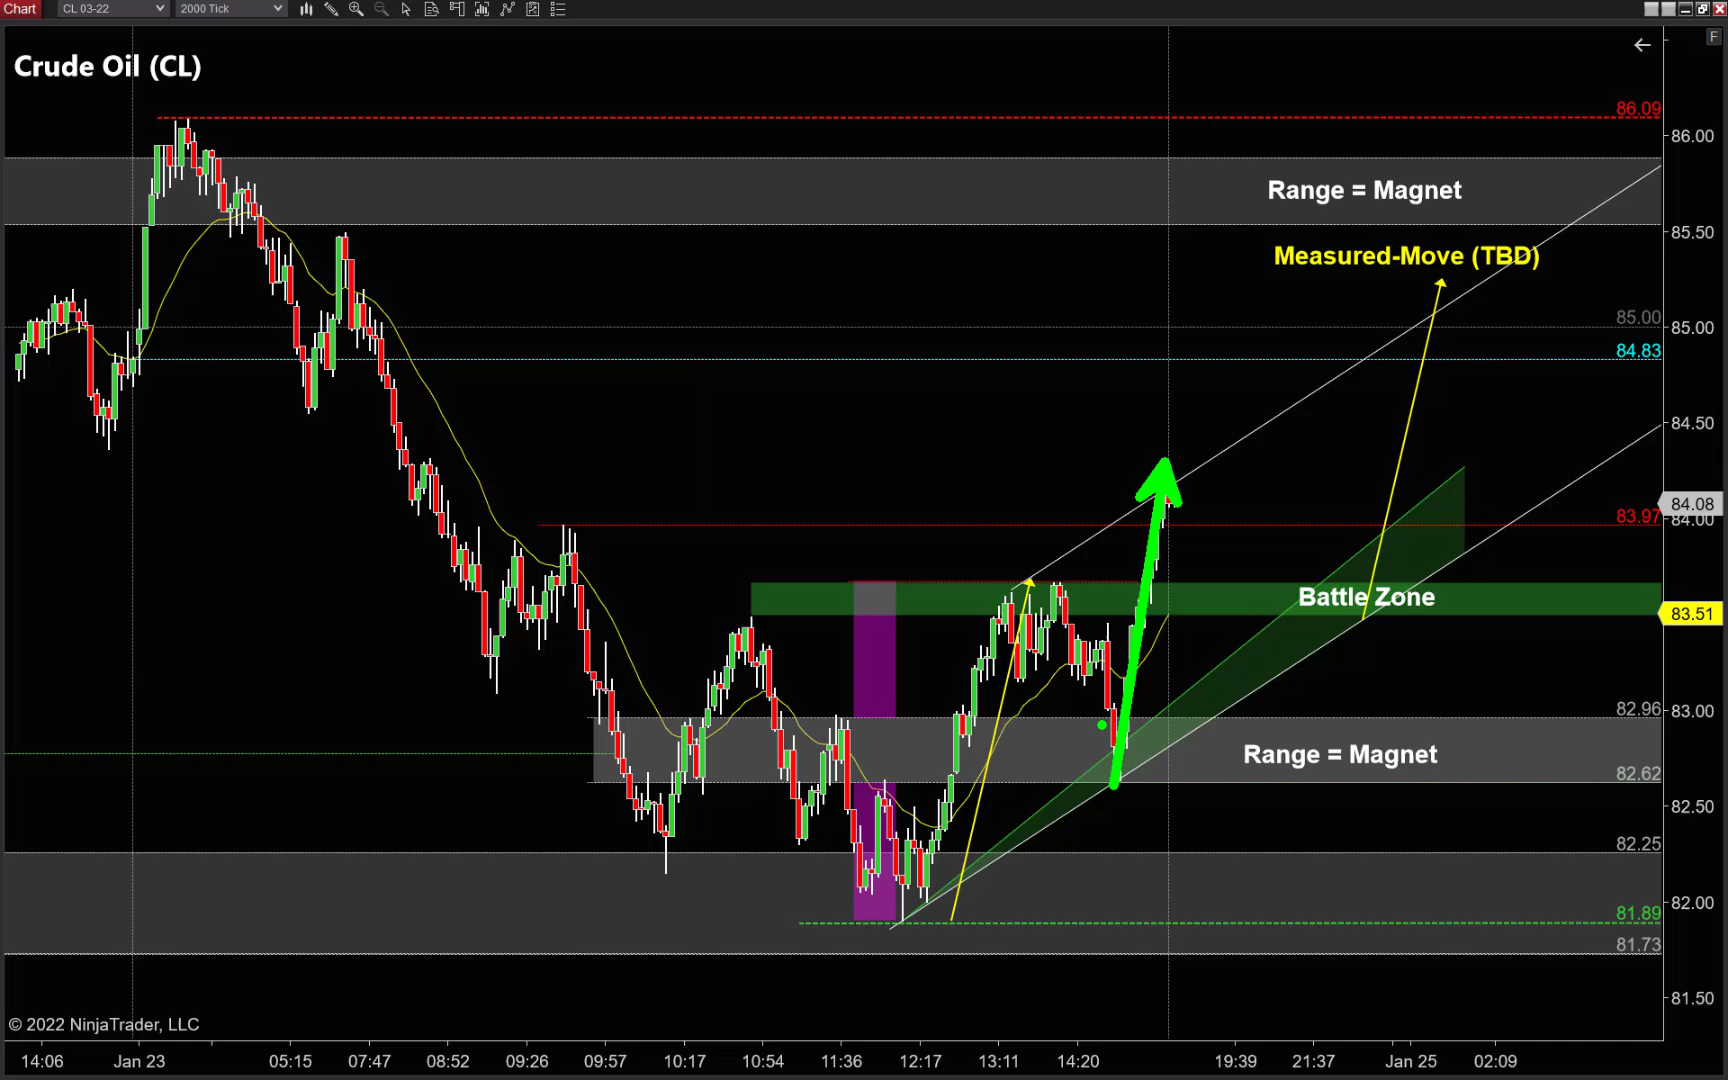 Chart CL 03-22 2000 Tick
F
Crude Oil (CL)
86.09
86.00
Range = Magnet
85.50
Measured-Move (TBD)
85.00 85.00
84.83
84.50
84.08
83.97 84.00
Battle Zone
83.51
82.96 83.00
Range = Magnet
82.62
82.50
82.25
82.00
81.89
81.73
81.50
© 2022 NinjaTrader, LLC
14:06 Jan 23 05:15 07:47 08:52 09:26 09:57 10:17 10:54 11:36 12:17 13:11 14:20 19:39 21:37 Jan 25 02:09